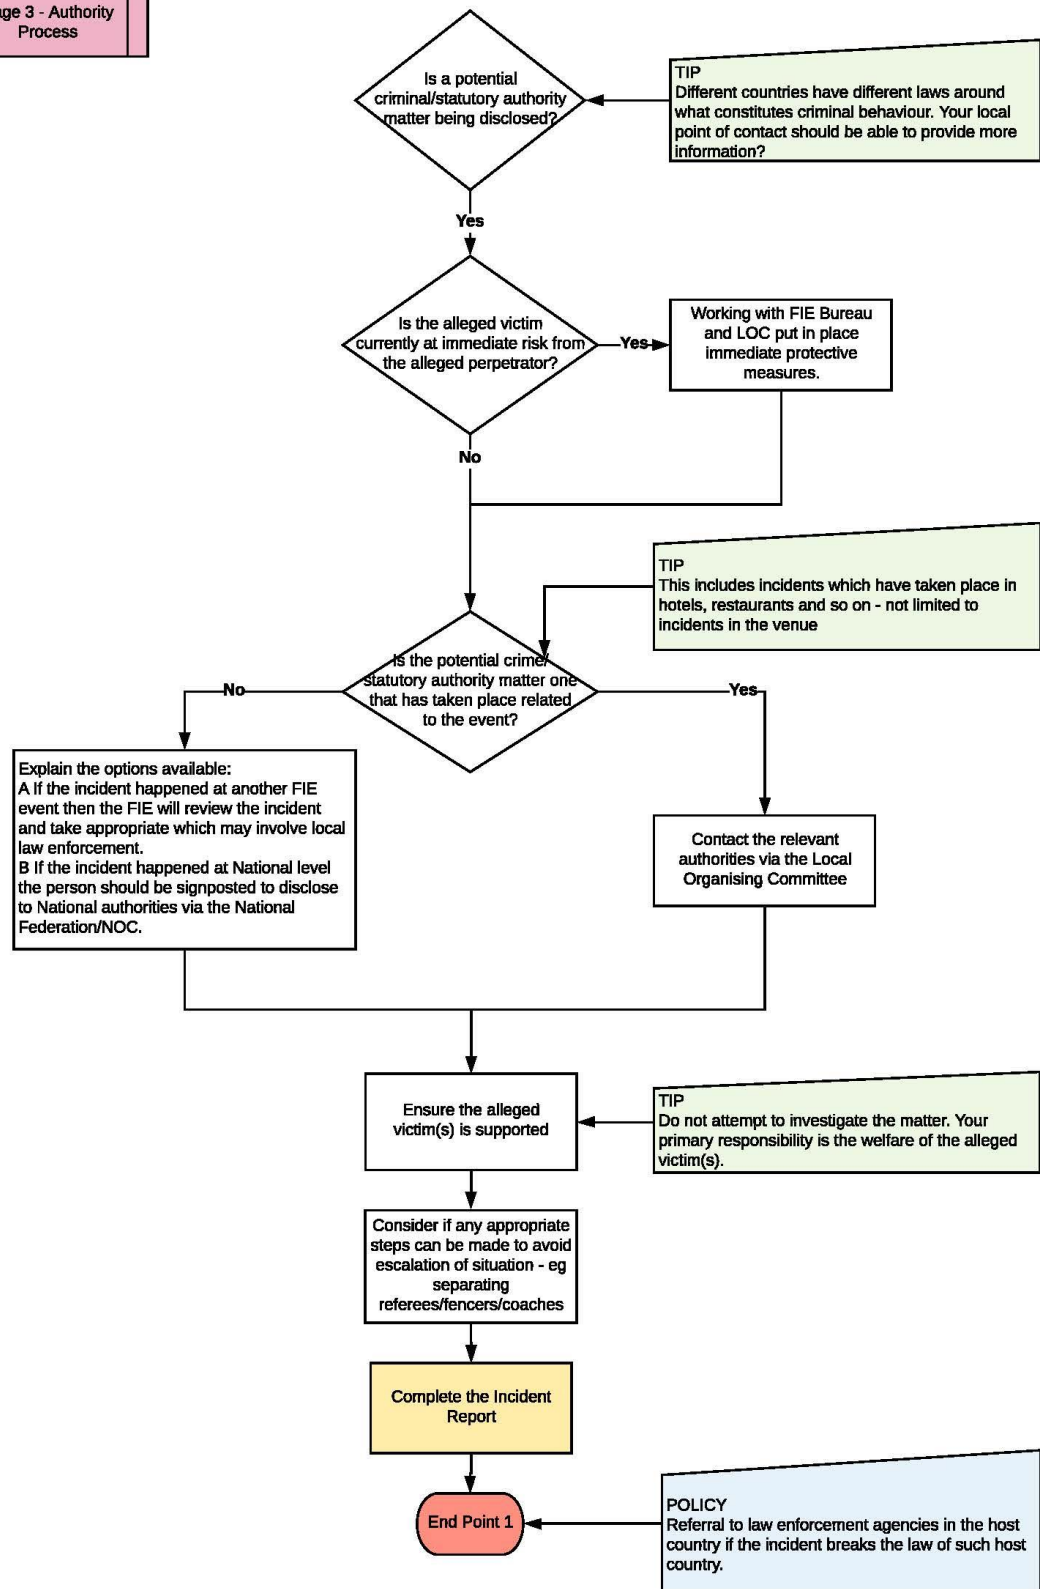 age 3 - Authority
Process
Is a potential
criminal/statutory authority
matter being disclosed?
TIP
Different countries have different laws around
what constitutes criminal behaviour. Your local
point of contact should be able to provide more
information?
Yes
Is the alleged victim
currently at immediate risk from
the alleged perpetrator?
Yes
Working with FIE Bureau
and LOC put in place
immediate protective
measures.
No
TIP
This includes incidents which have taken place in
hotels, restaurants and so on - not limited to
incidents in the venue
Is the potential crime/
statutory authority matter one
that has taken place related
to the event?
No
Yes
Explain the options available:
A If the incident happened at another FIE
event then the FIE will review the incident
and take appropriate which may involve local
law enforcement.
B If the incident happened at National level
the person should be signposted to disclose
to National authorities via the National
Federation/NOC.
Contact the relevant
authorities via the Local
Organising Committee
Ensure the alleged
victim(s) is supported
TIP
Do not attempt to investigate the matter. Your
primary responsibility is the welfare of the alleged
victim(s).
Consider if any appropriate
steps can be made to avoid
escalation of situation - eg
separating
referees/fencers/coaches
Complete the Incident
Report
End Point 1
POLICY
Referral to law enforcement agencies in the host
country if the incident breaks the law of such host
country.